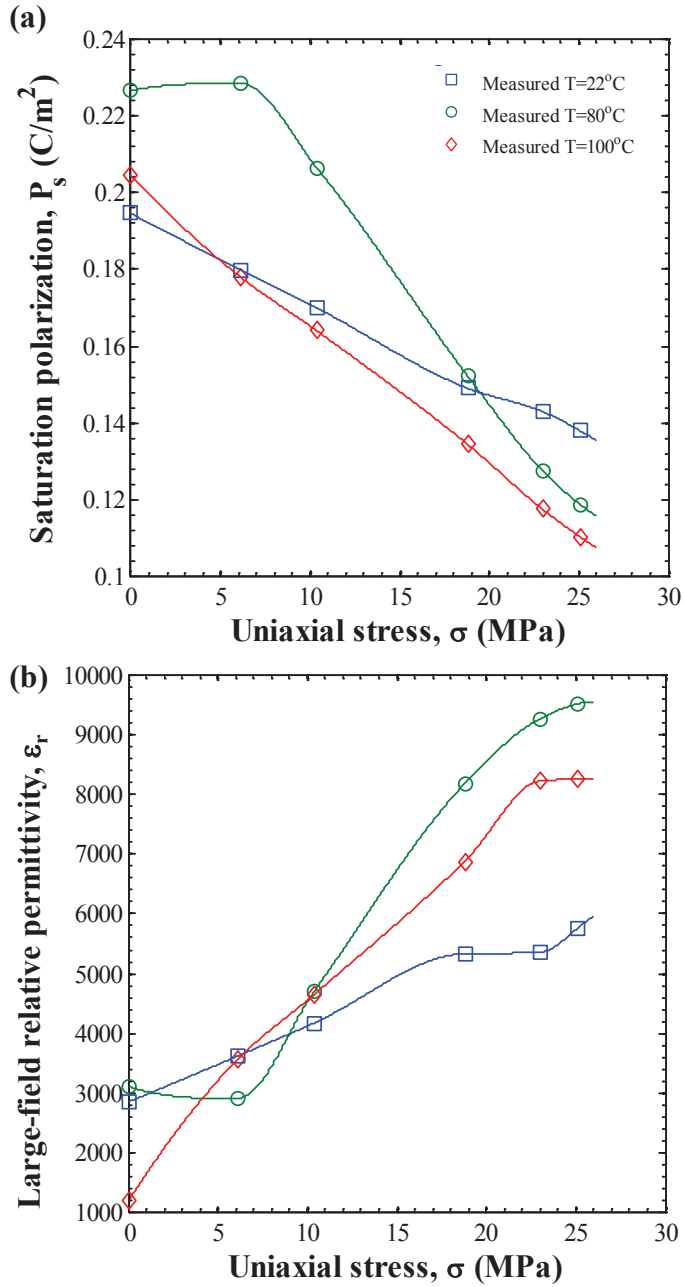 (a)
0.24
0.22
0.2
0.18
0.16
0.14
0.12
0.1
Saturation polarization, Pₛ (C/m²)
Measured T=22°C
Measured T=80°C
Measured T=100°C
0 5 10 15 20 25 30
Uniaxial stress, σ (MPa)
(b)
10000
9000
8000
7000
6000
5000
4000
3000
2000
1000
Large-field relative permittivity, εᵣ
0 5 10 15 20 25 30
Uniaxial stress, σ (MPa)